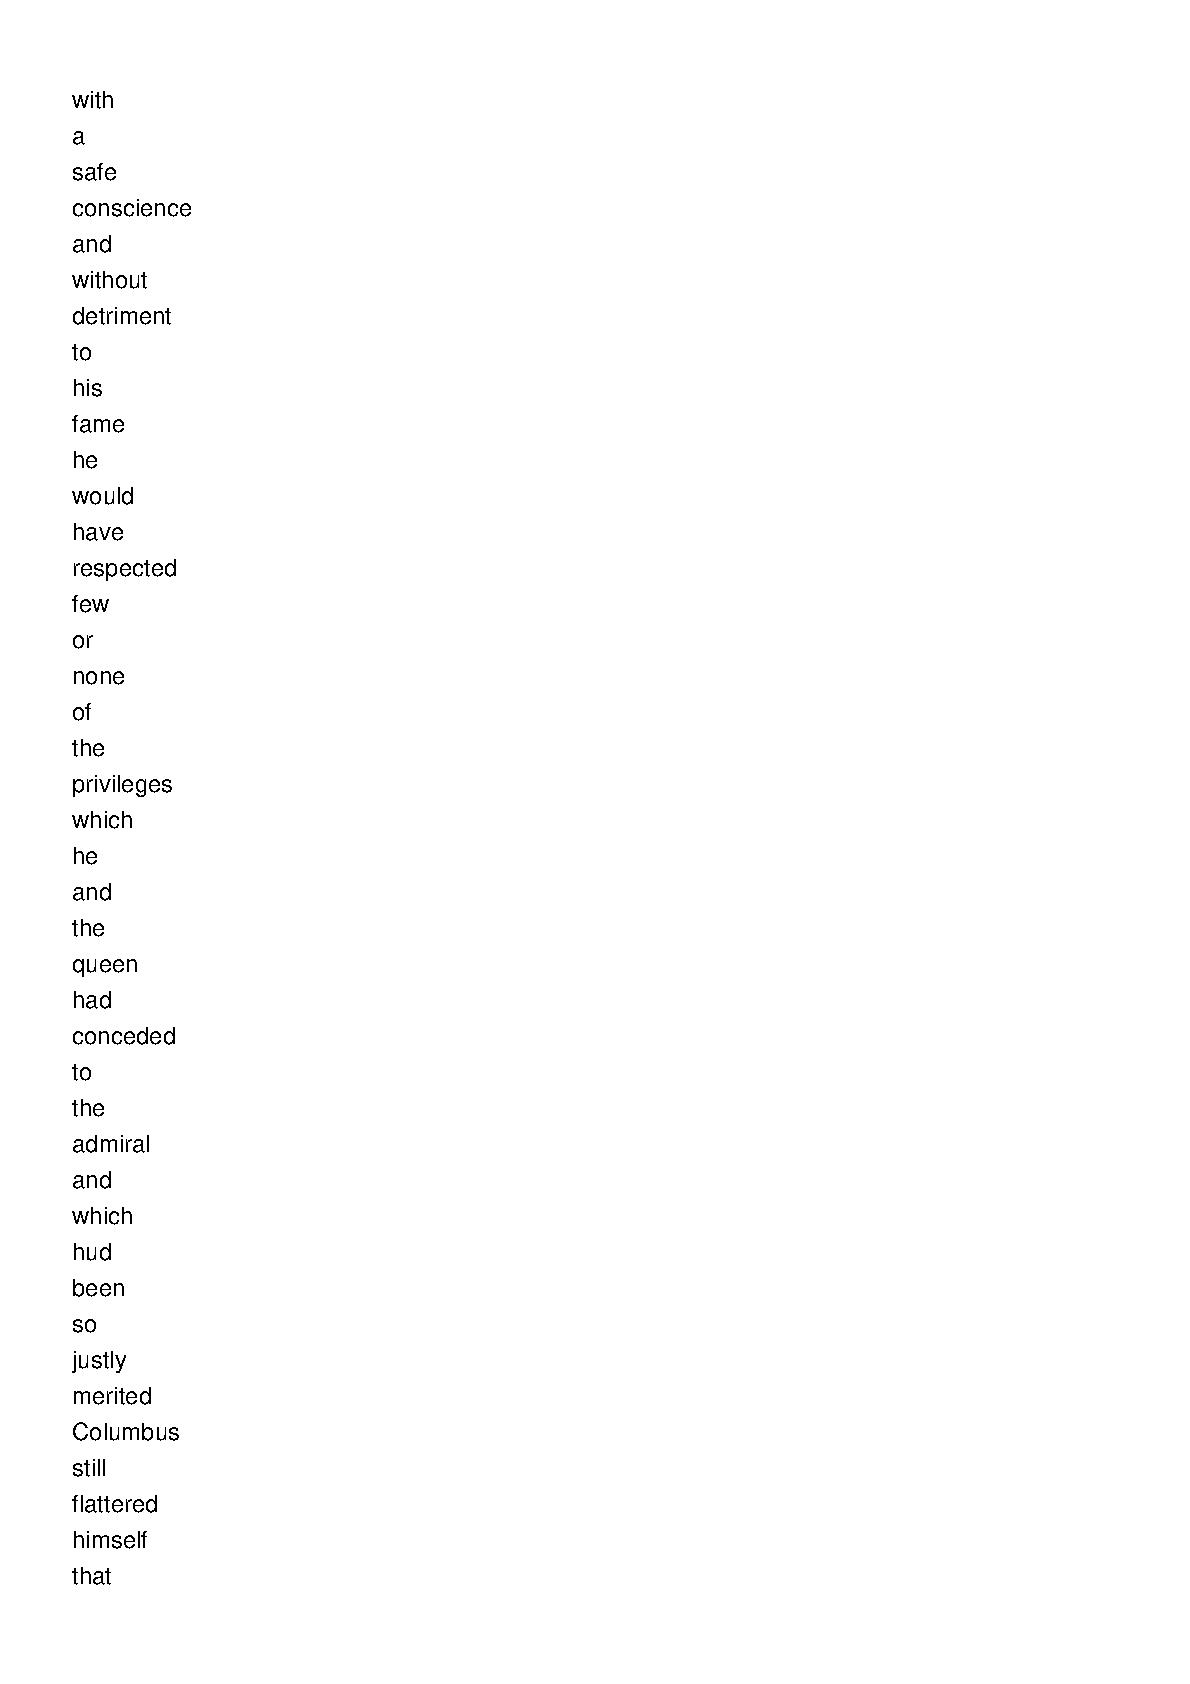 with
a
safe
conscience
and
without
detriment
to
his
fame
he
would
have
respected
few
or
none
of
the
privileges
which
he
and
the
queen
had
conceded
to
the
admiral
and
which
hud
been
so
justly
merited
Columbus
still
flattered
himself
that